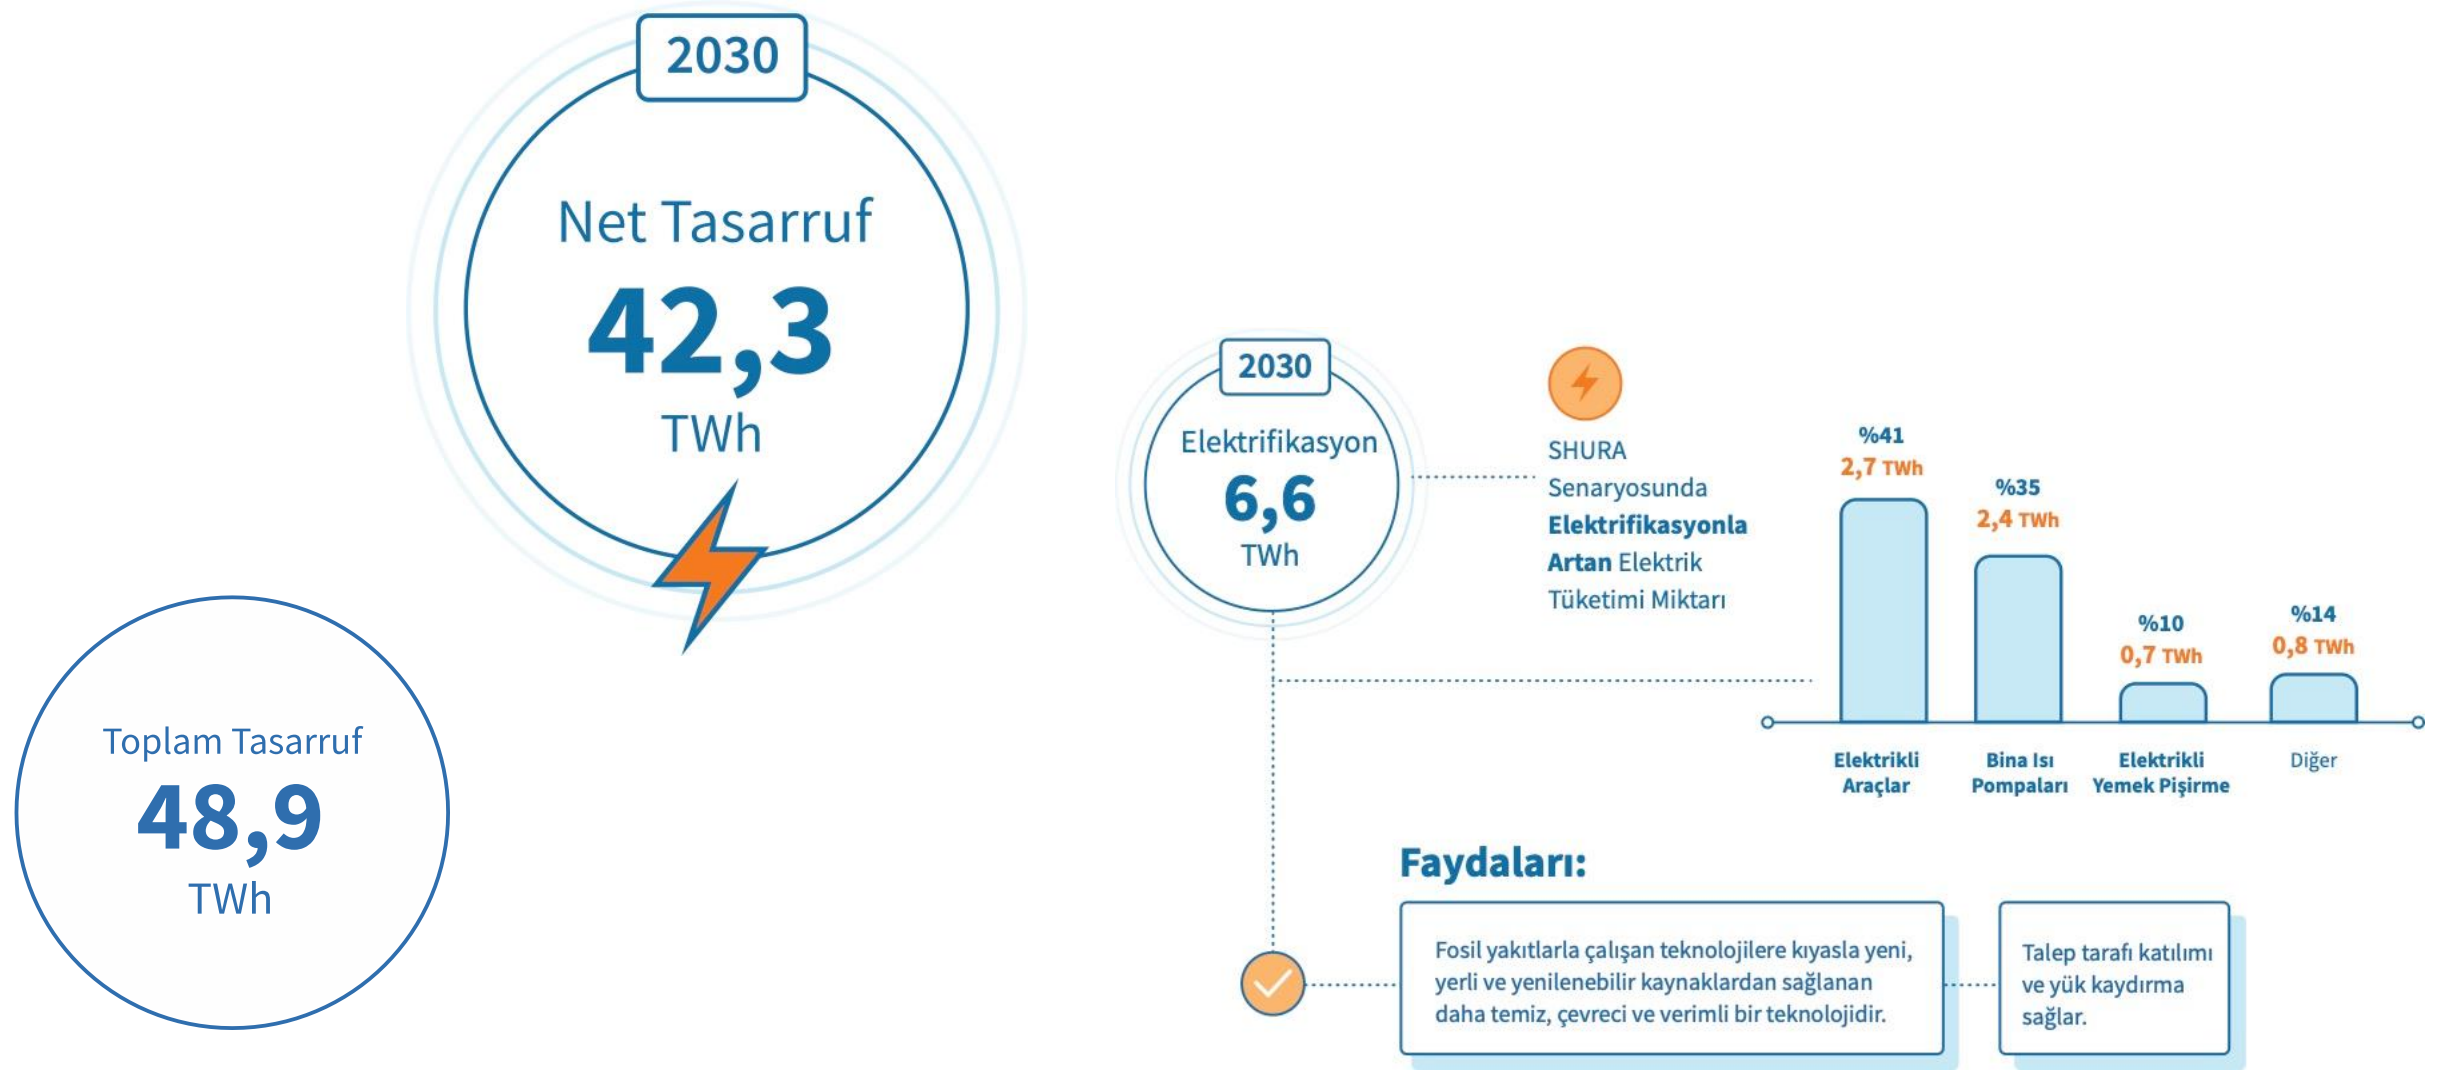 2030
Net Tasarruf
42,3
TWh
Toplam Tasarruf
48,9
TWh
2030
Elektrifikasyon
6,6
TWh
SHURA
Senaryosunda
Elektrifikasyonla
Artan Elektrik
Tüketimi Miktarı
%41
2,7 TWh
%35
2,4 TWh
%10
0,7 TWh
%14
0,8 TWh
Elektrikli
Araçlar
Bina Isı
Pompaları
Elektrikli
Yemek Pişirme
Diğer
Faydaları:
Fosil yakıtlarla çalışan teknolojilere kıyasla yeni,
yerli ve yenilenebilir kaynaklardan sağlanan
daha temiz, çevreci ve verimli bir teknolojidir.
Talep tarafı katılımı
ve yük kaydırma
sağlar.